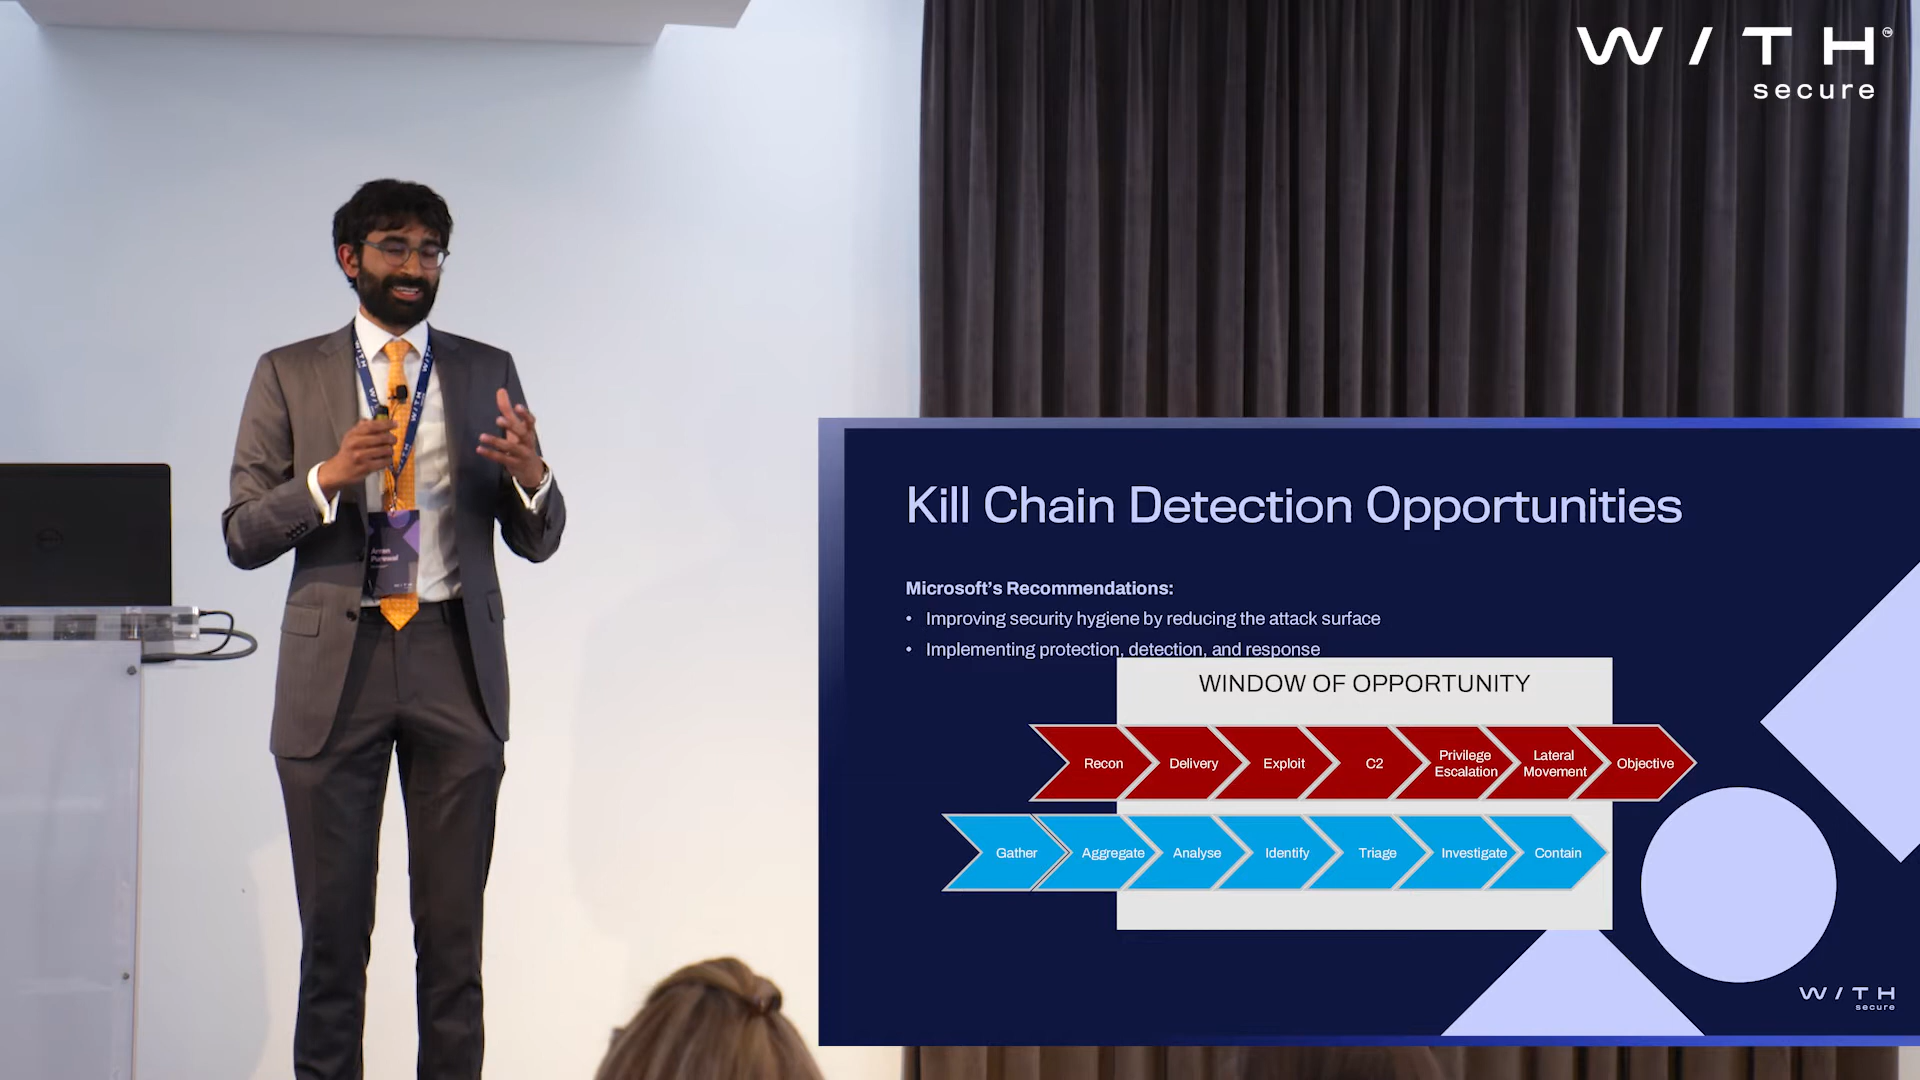 W / T H
secure
Kill Chain Detection Opportunities
Microsoft's Recommendations:
• Improving security hygiene by reducing the attack surface
• Implementing protection, detection, and response
WINDOW OF OPPORTUNITY
Recon
Delivery
Exploit
C2
Privilege
Escalation
Lateral
Movement
Objective
Gather
Aggregate
Analyse
Identify
Triage
Investigate
Contain
W / T H
secure
W / T H
W / T H